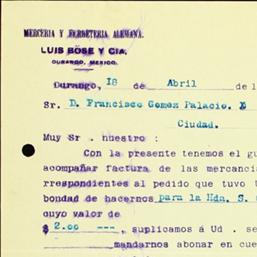 MERCERIA Y FERRETERIA ALEMANA.
LUIS BOSE Y CIA.
DURANGO, MEXICO.
Durango, 18 de Abril de l
Sr. D. Francisco Gomez Palacio.
Ciudad.
Muy Sr. nuestro:
Con la presente tenemos el gu
acompañar factura de las mercanc
rrespondientes al pedido que tuvo
bondad de hacernos para la Hda. S.
cuyo valor de
$ 2.00 ---, suplicamos á Ud. se
mandarnos abonar en cue